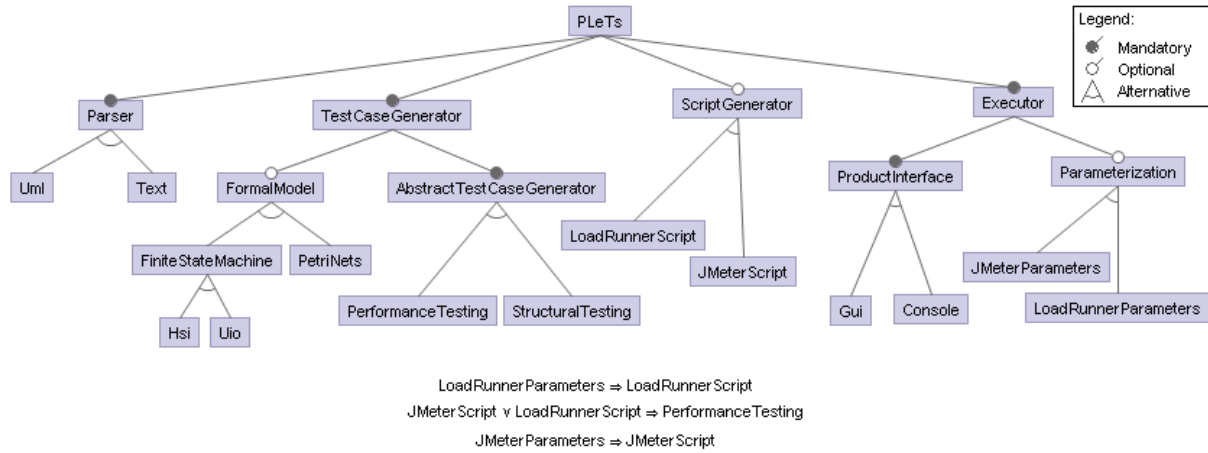 PLeTs
Legend:
Mandatory
Optional
Alternative
Parser
TestCaseGenerator
ScriptGenerator
Executor
Uml
Text
FormalModel
AbstractTestCaseGenerator
ProductInterface
Parameterization
LoadRunnerScript
FiniteStateMachine
PetriNets
JMeterScript
JMeterParameters
Hsi
Uio
PerformanceTesting
StructuralTesting
Gui
Console
LoadRunnerParameters
LoadRunnerParameters ⇒ LoadRunnerScript
JMeterScript ∨ LoadRunnerScript ⇒ PerformanceTesting
JMeterParameters ⇒ JMeterScript